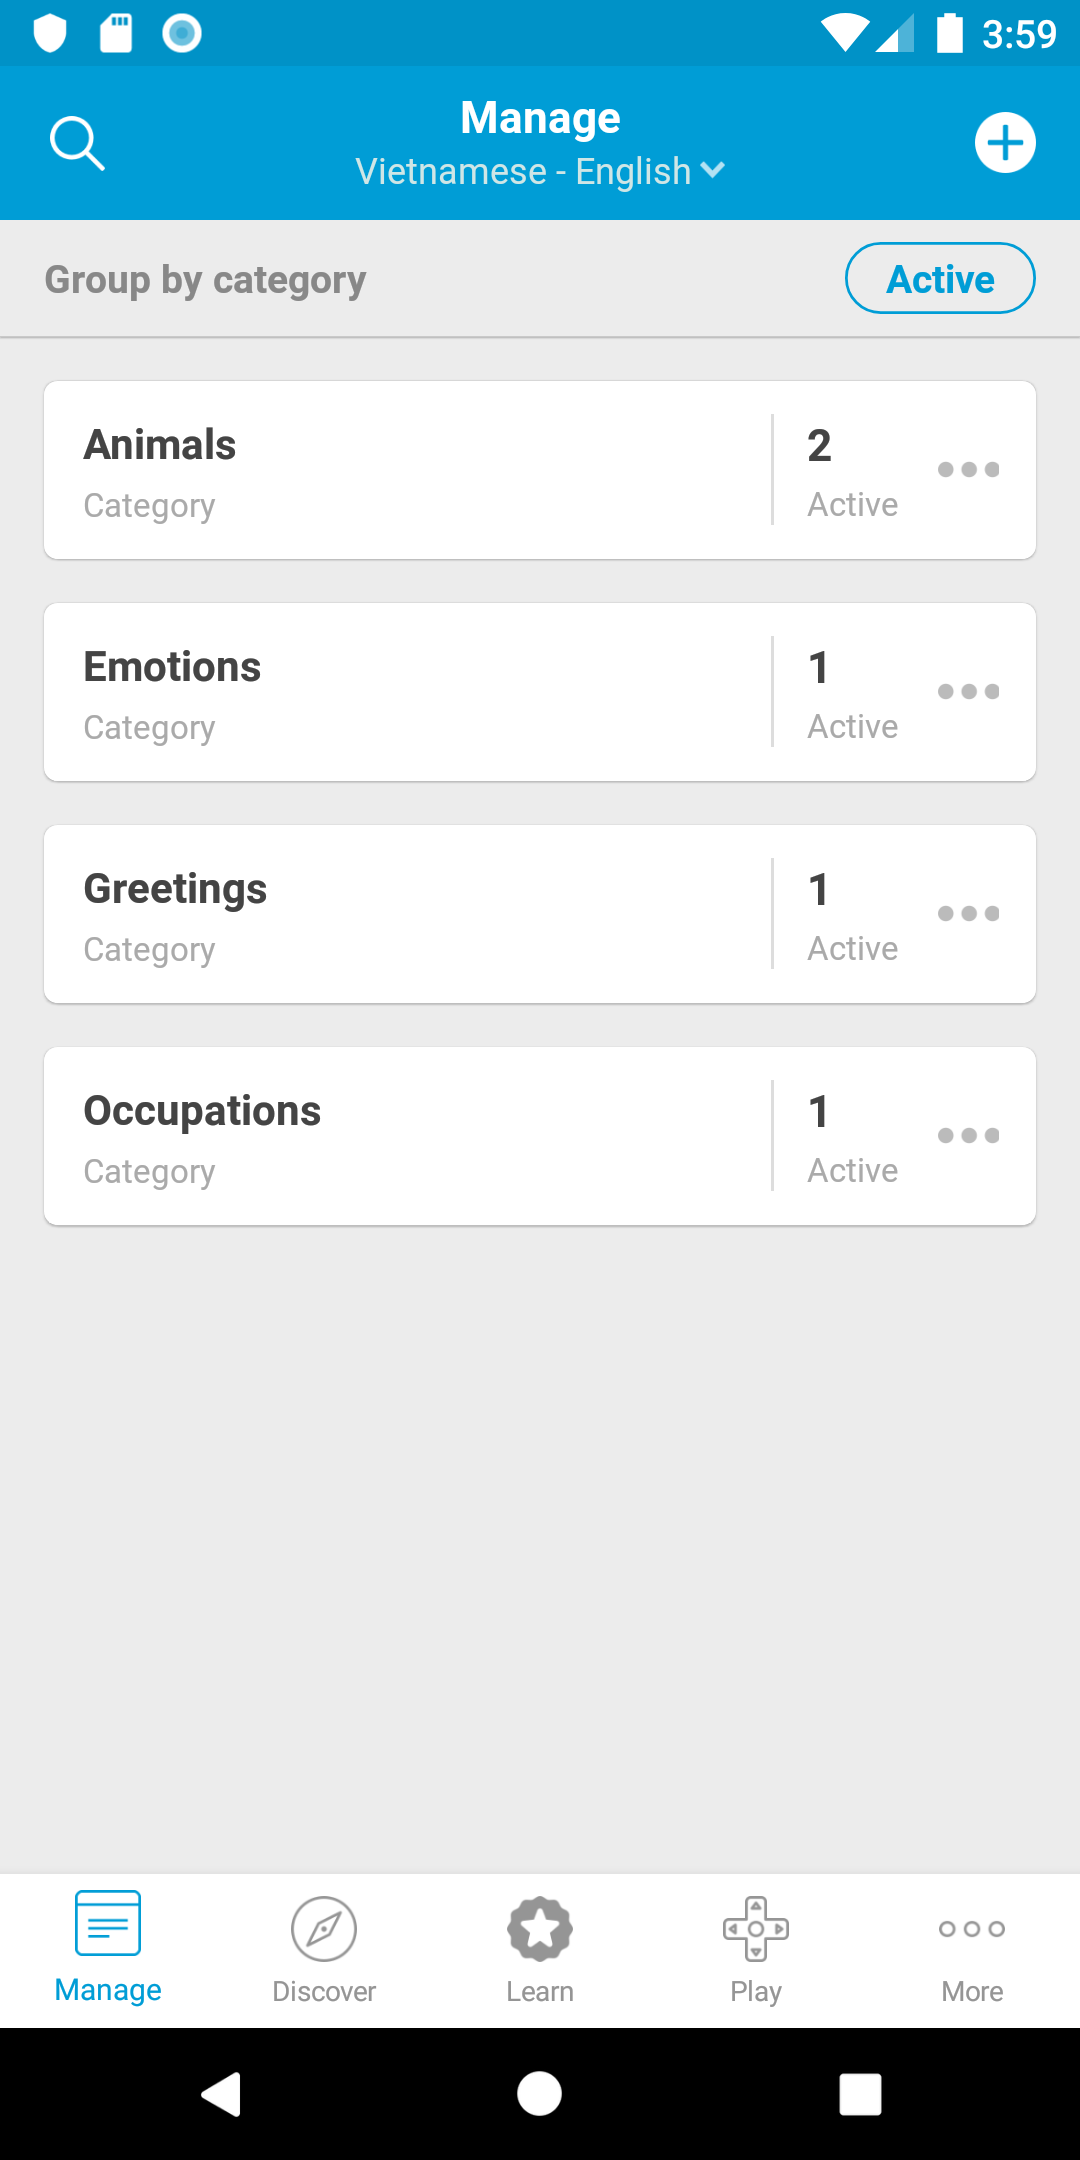 3:59
Manage
Vietnamese - English
Group by category
Active
Animals
Category
2
Active
Emotions
Category
1
Active
Greetings
Category
1
Active
Occupations
Category
1
Active
Manage
Discover
Learn
Play
More